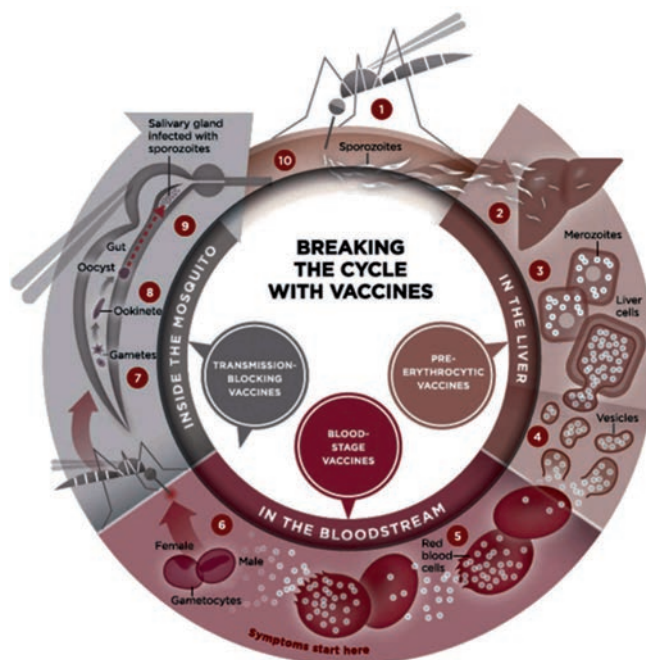 1
Salivary gland
infected with
sporozoites
10
Sporozoites
2
9
Merozoites
3
Gut
Oocyst
BREAKING
THE CYCLE
WITH VACCINES
Liver
cells
8
Ookinete
IN THE LIVER
INSIDE THE MOSQUITO
Gametes
7
TRANSMISSION-
BLOCKING
VACCINES
PRE-
ERYTHROCYTIC
VACCINES
Vesicles
4
BLOOD-
STAGE
VACCINES
IN THE BLOODSTREAM
6
5
Female
Male
Red blood
cells
Gametocytes
Symptoms start here